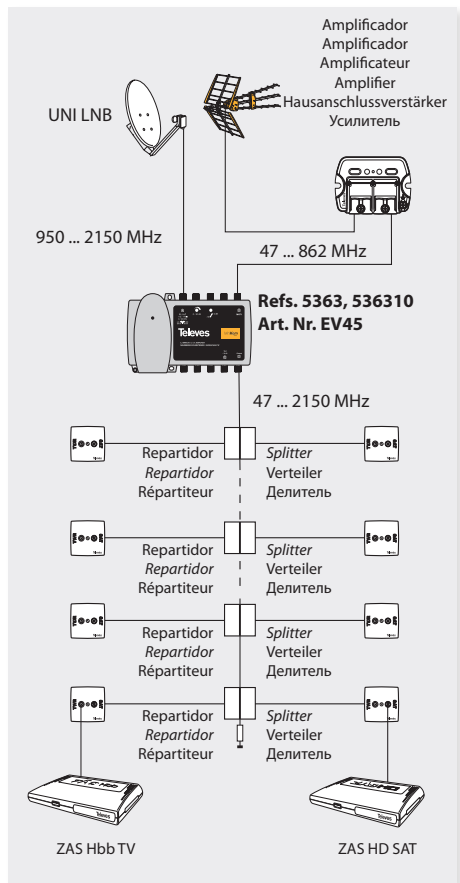 Amplificador
Amplificador
Amplificateur
Amplifier
Hausanschlussverstärker
Усилитель
UNI LNB
950 ... 2150 MHz
47 ... 862 MHz
Refs. 5363, 536310
Art. Nr. EV45
Televes
47 ... 2150 MHz
Repartidor
Repartidor
Répartiteur
Splitter
Verteiler
Делитель
Repartidor
Repartidor
Répartiteur
Splitter
Verteiler
Делитель
Repartidor
Repartidor
Répartiteur
Splitter
Verteiler
Делитель
Repartidor
Repartidor
Répartiteur
Splitter
Verteiler
Делитель
Televes
Televes
ZAS Hbb TV
ZAS HD SAT